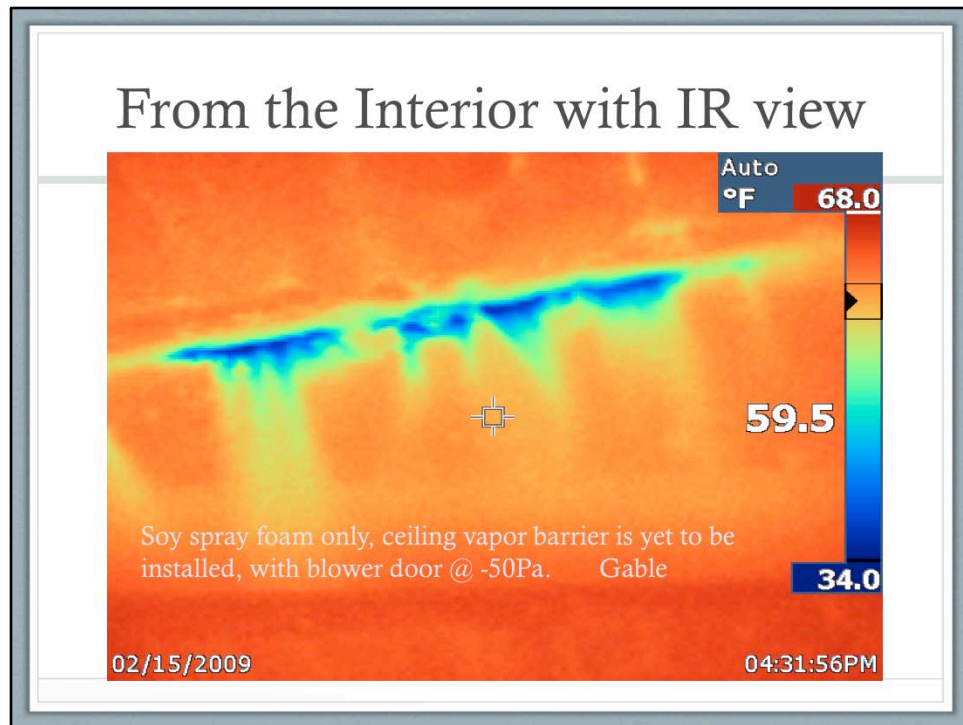 From the Interior with IR view
Auto
°F 68.0
59.5
Soy spray foam only, ceiling vapor barrier is yet to be
installed, with blower door @ -50Pa. Gable
34.0
02/15/2009 04:31:56PM